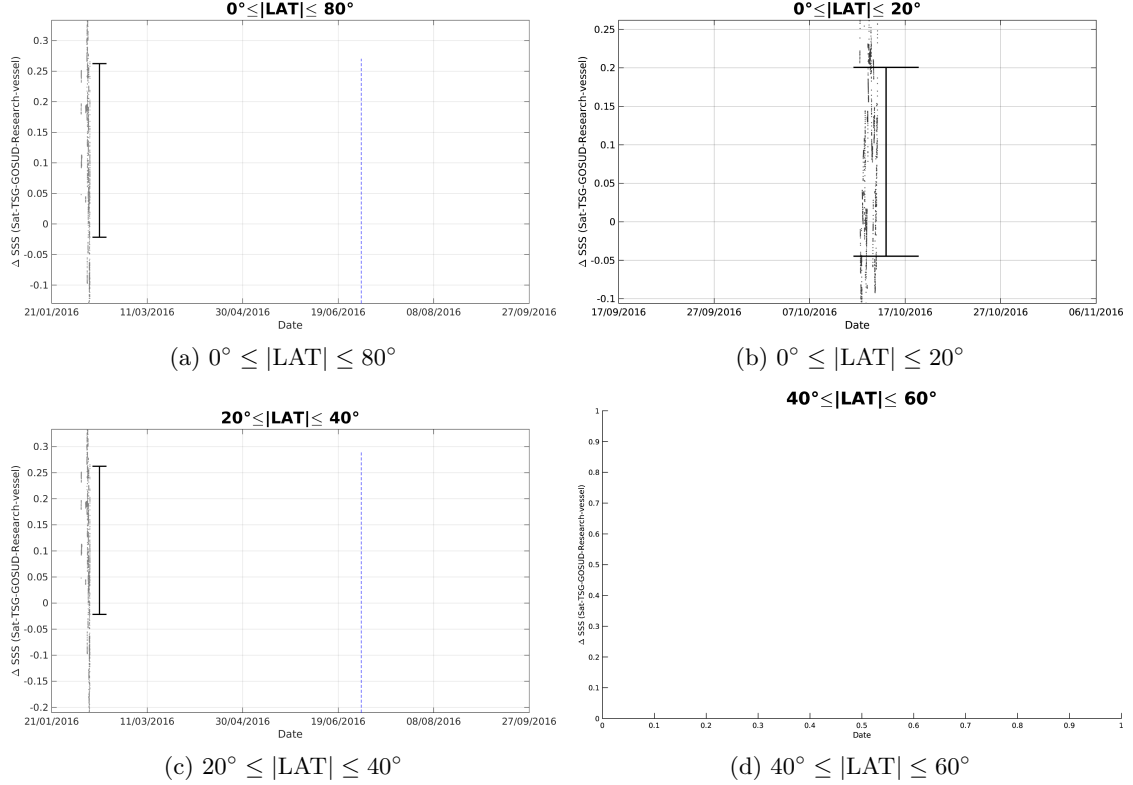 0°≤|LAT|≤ 80°
0.3
0.25
0.2
0.15
0.1
0.05
0
-0.05
-0.1
Δ SSS (Sat-TSG-GOSUD-Research-vessel)
21/01/2016 11/03/2016 30/04/2016 19/06/2016 08/08/2016 27/09/2016
Date
(a) 0° ≤ |LAT| ≤ 80°
0°≤|LAT|≤ 20°
0.25
0.2
0.15
0.1
0.05
0
-0.05
-0.1
Δ SSS (Sat-TSG-GOSUD-Research-vessel)
17/09/2016 27/09/2016 07/10/2016 17/10/2016 27/10/2016 06/11/2016
Date
(b) 0° ≤ |LAT| ≤ 20°
20°≤|LAT|≤ 40°
0.3
0.25
0.2
0.15
0.1
0.05
0
-0.05
-0.1
-0.15
-0.2
Δ SSS (Sat-TSG-GOSUD-Research-vessel)
21/01/2016 11/03/2016 30/04/2016 19/06/2016 08/08/2016 27/09/2016
Date
(c) 20° ≤ |LAT| ≤ 40°
40°≤|LAT|≤ 60°
1
0.9
0.8
0.7
0.6
0.5
0.4
0.3
0.2
0.1
0
Δ SSS (Sat-TSG-GOSUD-Research-vessel)
0 0.1 0.2 0.3 0.4 0.5 0.6 0.7 0.8 0.9 1
Date
(d) 40° ≤ |LAT| ≤ 60°